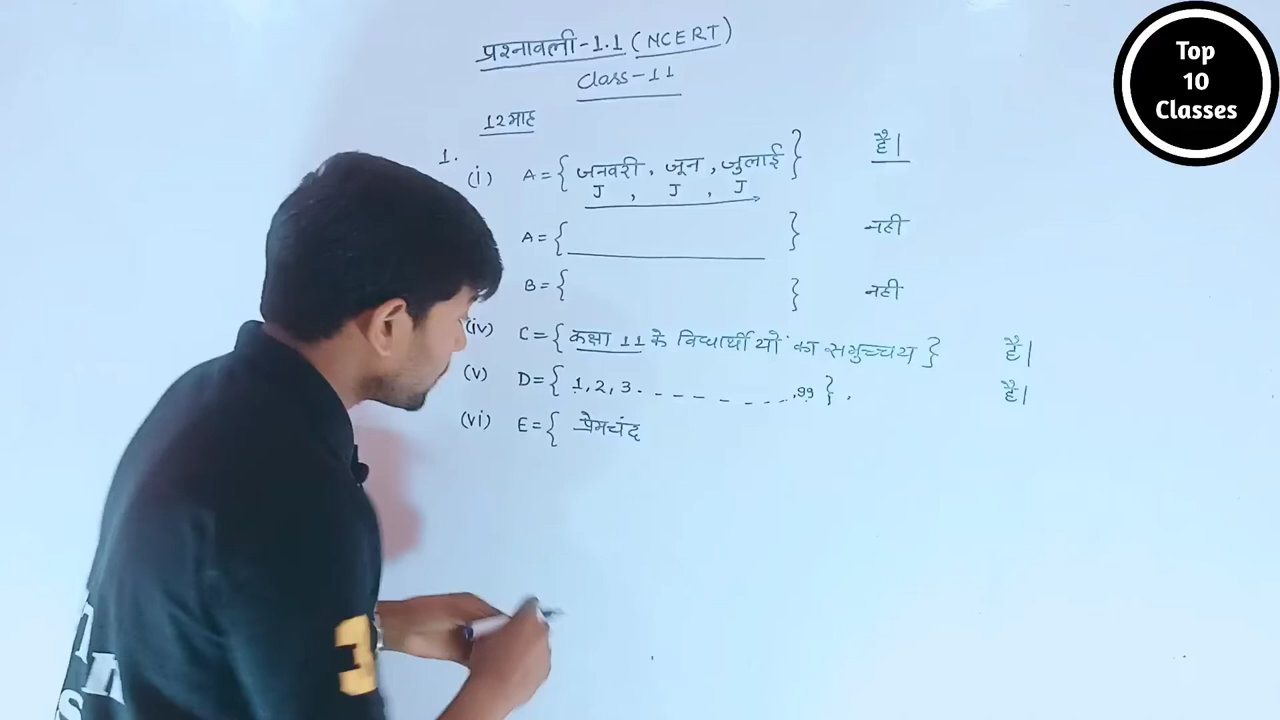 प्रश्नावली-1.1 (NCERT)
Class-11
12 माह
1.
(i) A={ जनवरी, जून, जुलाई } है|
J, J, J
A={ } नही
B={ } नही
(iv) C={ कक्षा 11 के विद्यार्थी यों का समुच्चय } है|
(v) D={ 1, 2, 3 - - - - - - - - ,99 }, है|
(vi) E={ प्रेमचंद
Top
10
Classes
3